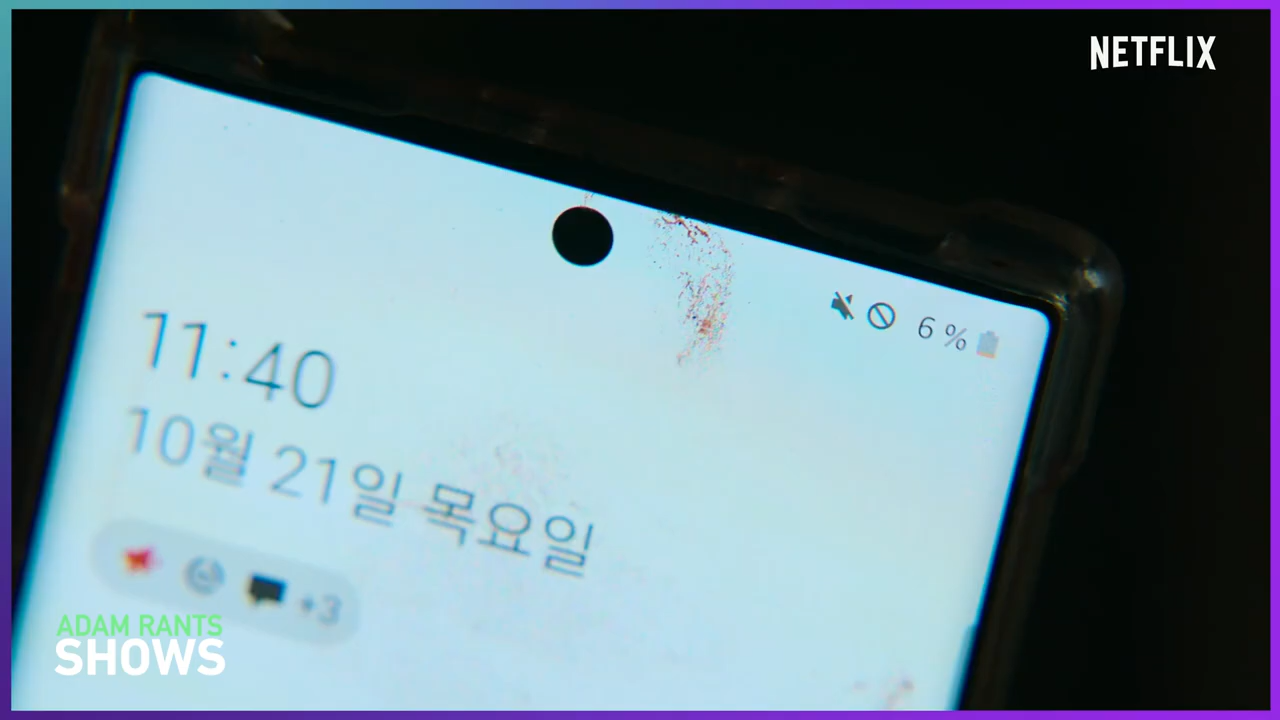 NETFLIX
6%
11:40
10월 21일 목요일
+3
ADAM RANTS
SHOWS